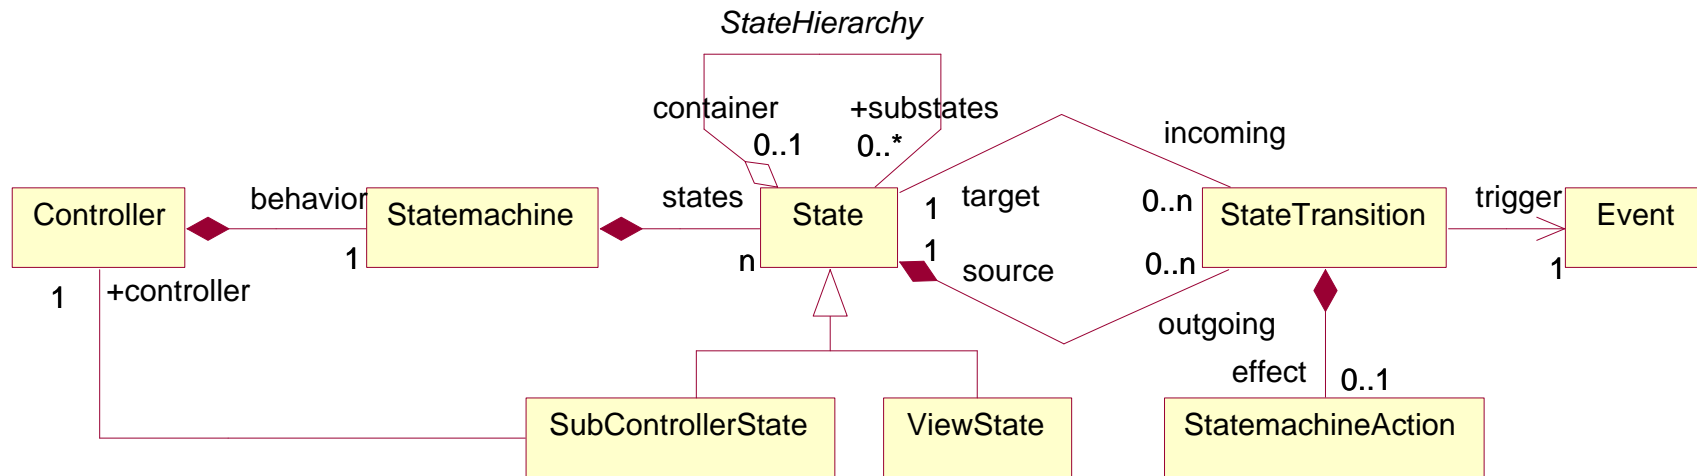 StateHierarchy
container
+substates
0..1
0..*
incoming
behavior
states
1
target
0..n
trigger
Controller
Statemachine
State
StateTransition
Event
1
n
1
source
0..n
1
1
+controller
outgoing
effect
0..1
SubControllerState
ViewState
StatemachineAction